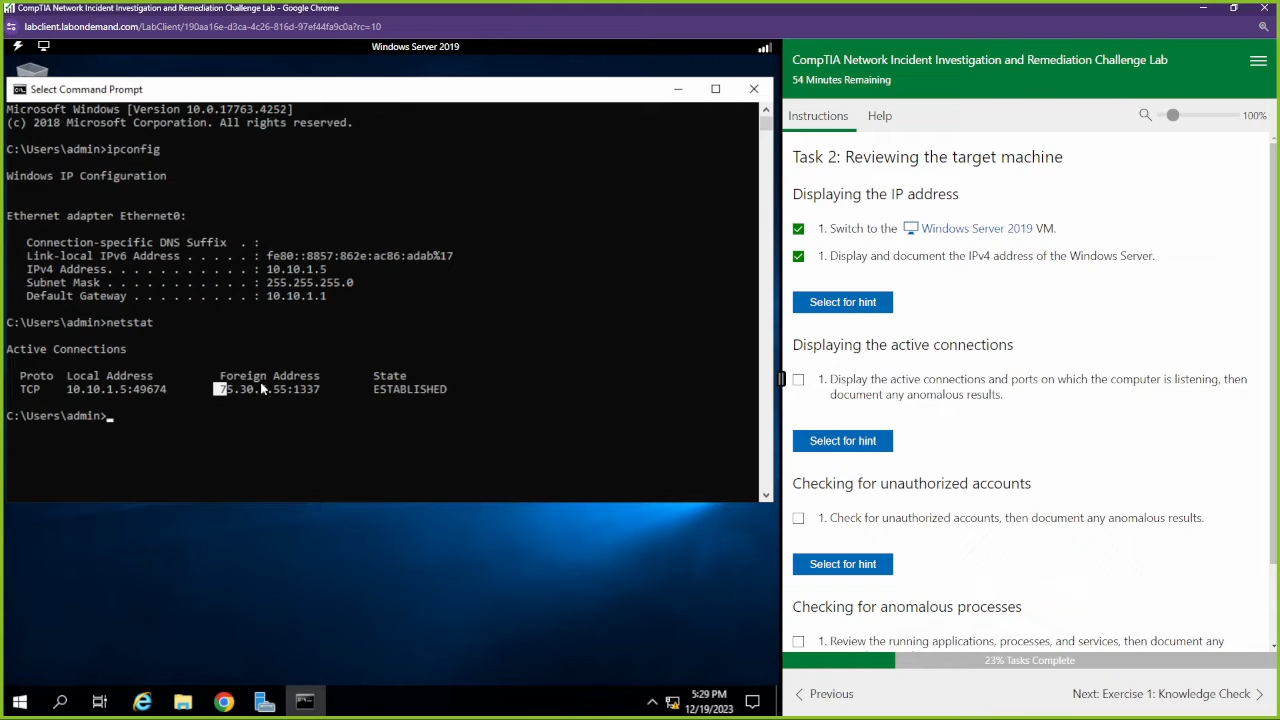 CompTIA Network Incident Investigation and Remediation Challenge Lab - Google Chrome
labclient.labondemand.com/LabClient/190aa16e-d3ca-4c26-816d-97ef44fa9c0a?rc=10
Windows Server 2019
Select Command Prompt
Microsoft Windows [Version 10.0.17763.4252]
(c) 2018 Microsoft Corporation. All rights reserved.
C:\Users\admin>ipconfig
Windows IP Configuration
Ethernet adapter Ethernet0:
Connection-specific DNS Suffix . :
Link-local IPv6 Address . . . . . : fe80::8857:862e:ac86:adab%17
IPv4 Address. . . . . . . . . . . : 10.10.1.5
Subnet Mask . . . . . . . . . . . : 255.255.255.0
Default Gateway . . . . . . . . . : 10.10.1.1
C:\Users\admin>netstat
Active Connections
Proto Local Address Foreign Address State
TCP 10.10.1.5:49674 ESTABLISHED
C:\Users\admin>_
5:29 PM
12/19/2023
CompTIA Network Incident Investigation and Remediation Challenge Lab
54 Minutes Remaining
Instructions Help 100%
Task 2: Reviewing the target machine
Displaying the IP address
1. Switch to the Windows Server 2019 VM.
1. Display and document the IPv4 address of the Windows Server.
Select for hint
Displaying the active connections
1. Display the active connections and ports on which the computer is listening, then
document any anomalous results.
Select for hint
Checking for unauthorized accounts
1. Check for unauthorized accounts, then document any anomalous results.
Select for hint
Checking for anomalous processes
1. Review the running applications, processes, and services, then document any
23% Tasks Complete
Previous Next: Exercise 1: Knowledge Check